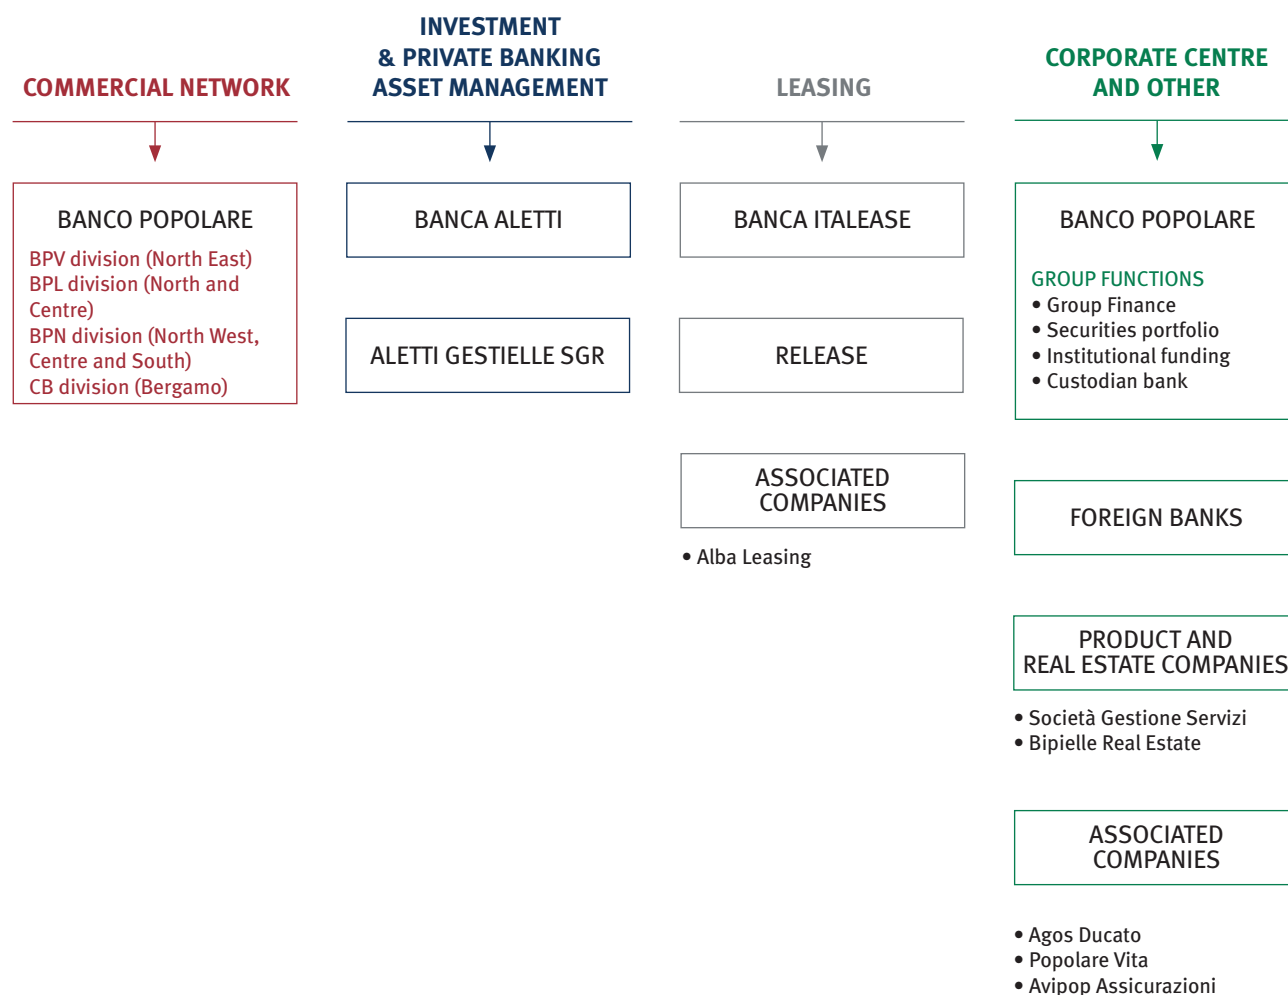 COMMERCIAL NETWORK
BANCO POPOLARE
BPV division (North East)
BPL division (North and
Centre)
BPN division (North West,
Centre and South)
CB division (Bergamo)
INVESTMENT
& PRIVATE BANKING
ASSET MANAGEMENT
BANCA ALETTI
ALETTI GESTIELLE SGR
LEASING
BANCA ITALEASE
RELEASE
ASSOCIATED
COMPANIES
• Alba Leasing
CORPORATE CENTRE
AND OTHER
BANCO POPOLARE
GROUP FUNCTIONS
• Group Finance
• Securities portfolio
• Institutional funding
• Custodian bank
FOREIGN BANKS
PRODUCT AND
REAL ESTATE COMPANIES
• Società Gestione Servizi
• Bipielle Real Estate
ASSOCIATED
COMPANIES
• Agos Ducato
• Popolare Vita
• Avipop Assicurazioni